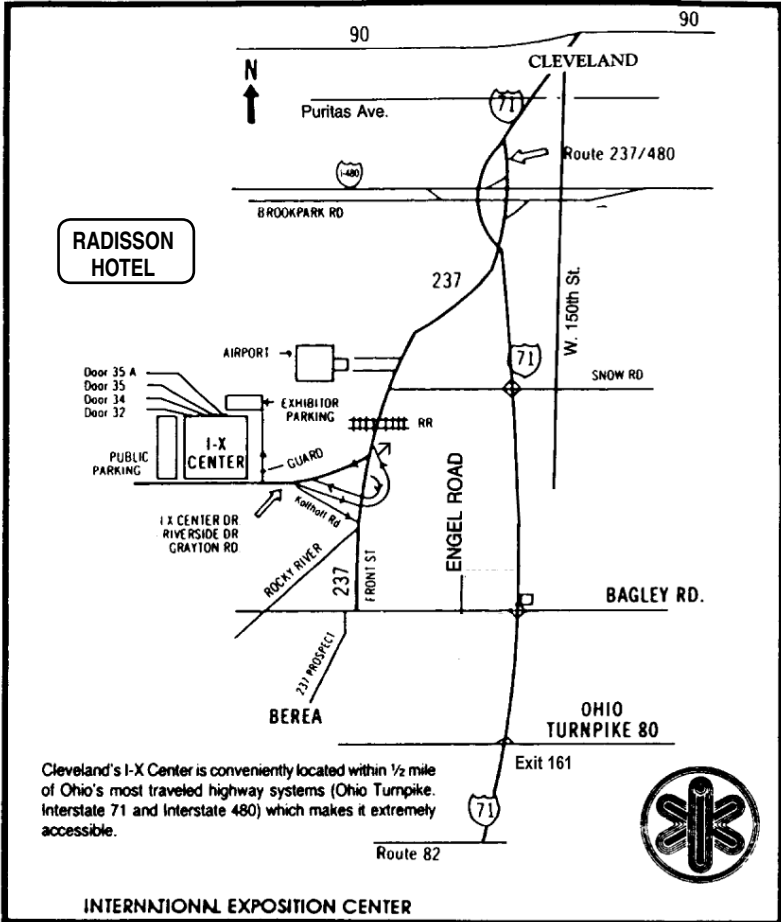 90
90
N
CLEVELAND
71
Puritas Ave.
Route 237/480
I-480
BROOKPARK RD
RADISSON
HOTEL
237
W. 150th St.
AIRPORT
71
SNOW RD
Door 35 A
Door 35
Door 34
Door 32
EXHIBITOR
PARKING
RR
I-X
CENTER
PUBLIC
PARKING
GUARD
Kolthoff Rd
I X CENTER DR
RIVERSIDE DR
GRAYTON RD
ENGEL ROAD
ROCKY RIVER
237
FRONT ST
BAGLEY RD.
237 PROSPECT
BEREA
OHIO
TURNPIKE 80
Exit 161
Cleveland's I-X Center is conveniently located within ½ mile
of Ohio's most traveled highway systems (Ohio Turnpike.
Interstate 71 and Interstate 480) which makes it extremely
accessible.
71
Route 82
INTERNATIONAL EXPOSITION CENTER